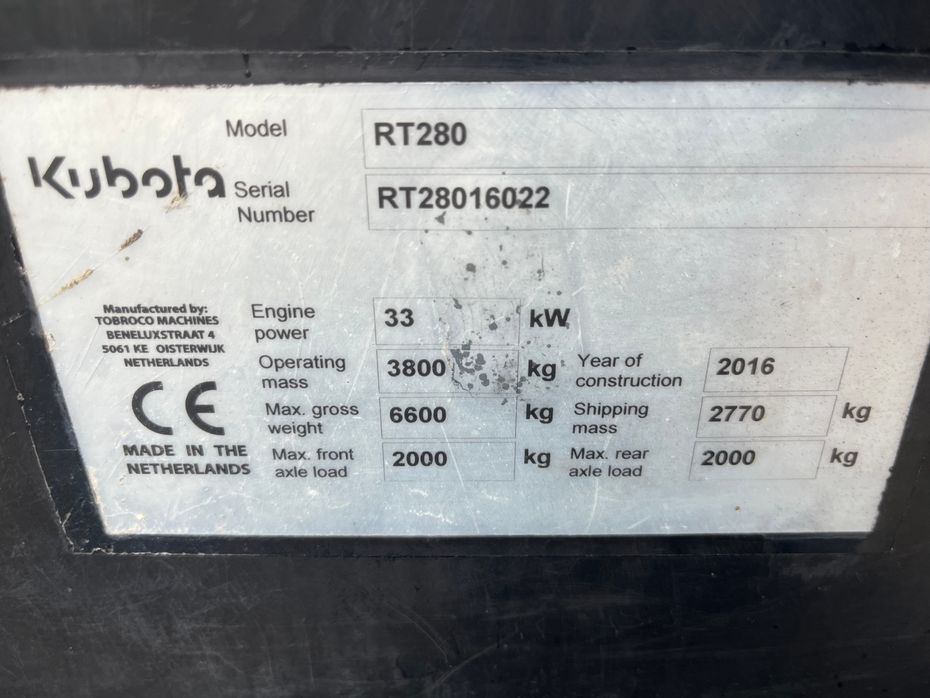 Kubota
Model RT280
Serial Number RT28016022
Manufactured by:
TOBROCO MACHINES
BENELUXSTRAAT 4
5061 KE OISTERWIJK
NETHERLANDS
CE
MADE IN THE
NETHERLANDS
Engine power 33 kW
Operating mass 3800 kg Year of construction 2016
Max. gross weight 6600 kg Shipping mass 2770 kg
Max. front axle load 2000 kg Max. rear axle load 2000 kg